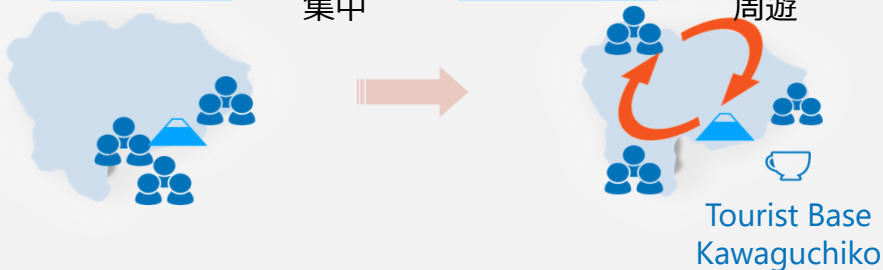 集中
周遊
Tourist Base
Kawaguchiko